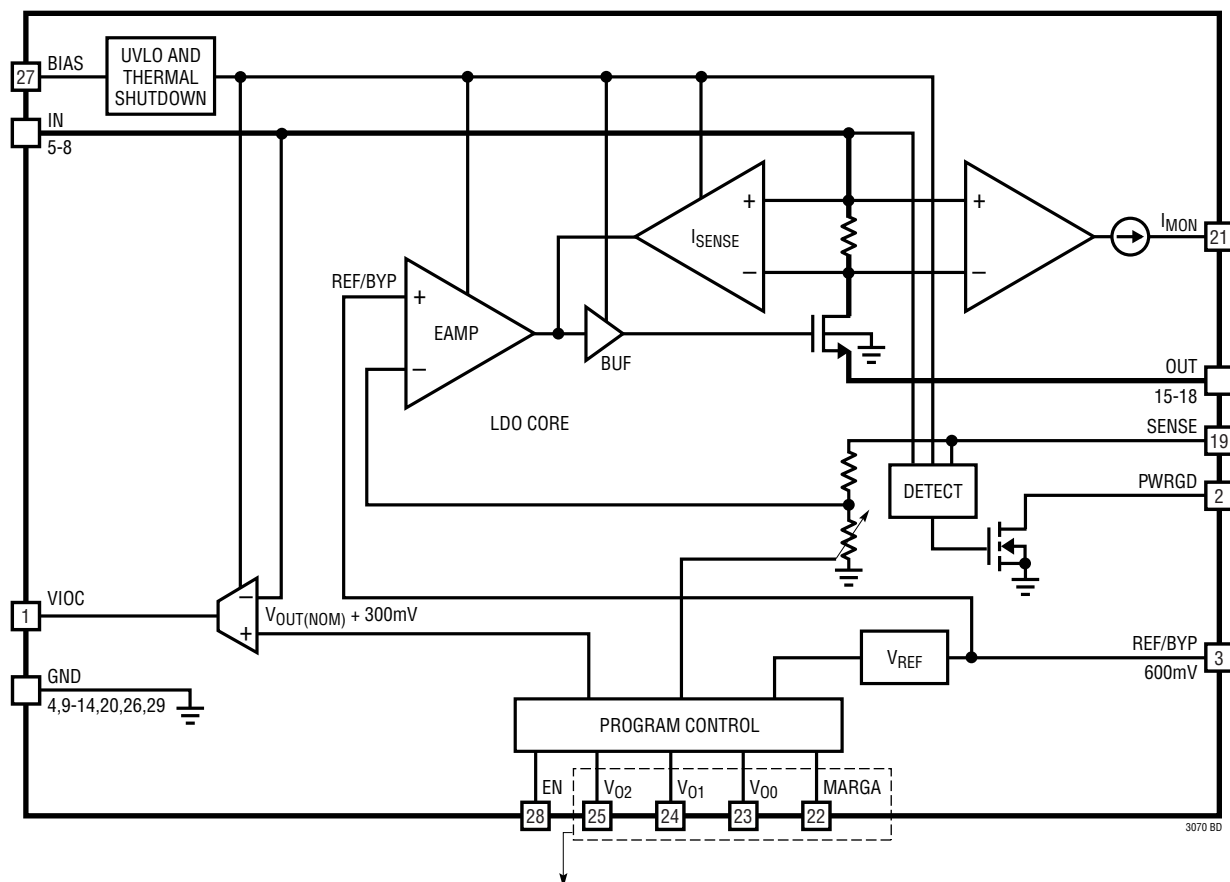 27
BIAS
UVLO AND
THERMAL
SHUTDOWN
IN
5-8
+
–
ISENSE
+
–
IMON
21
REF/BYP
+
–
EAMP
BUF
LDO CORE
OUT
15-18
SENSE
19
DETECT
PWRGD
2
1
VIOC
–
+
VOUT(NOM) + 300mV
GND
4,9-14,20,26,29
VREF
REF/BYP
3
600mV
PROGRAM CONTROL
EN
VO2
VO1
VO0
MARGA
28
25
24
23
22
3070 BD